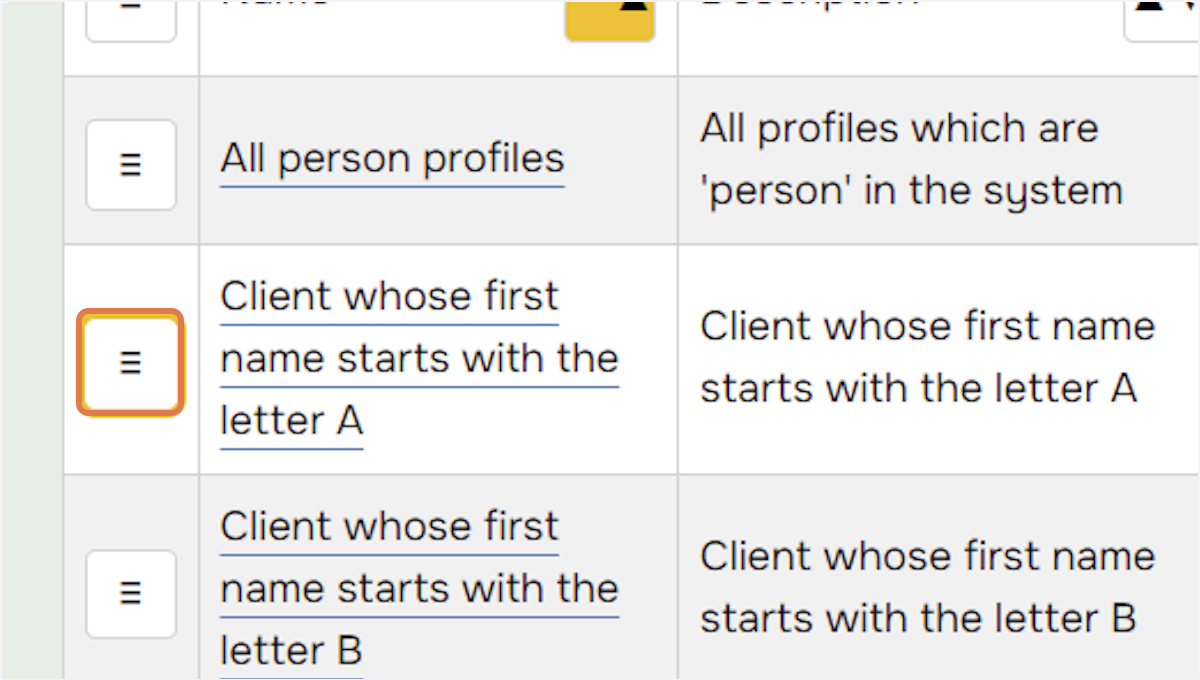 Name
Description
All person profiles
All profiles which are
'person' in the system
Client whose first
name starts with the
letter A
Client whose first name
starts with the letter A
Client whose first
name starts with the
letter B
Client whose first name
starts with the letter B